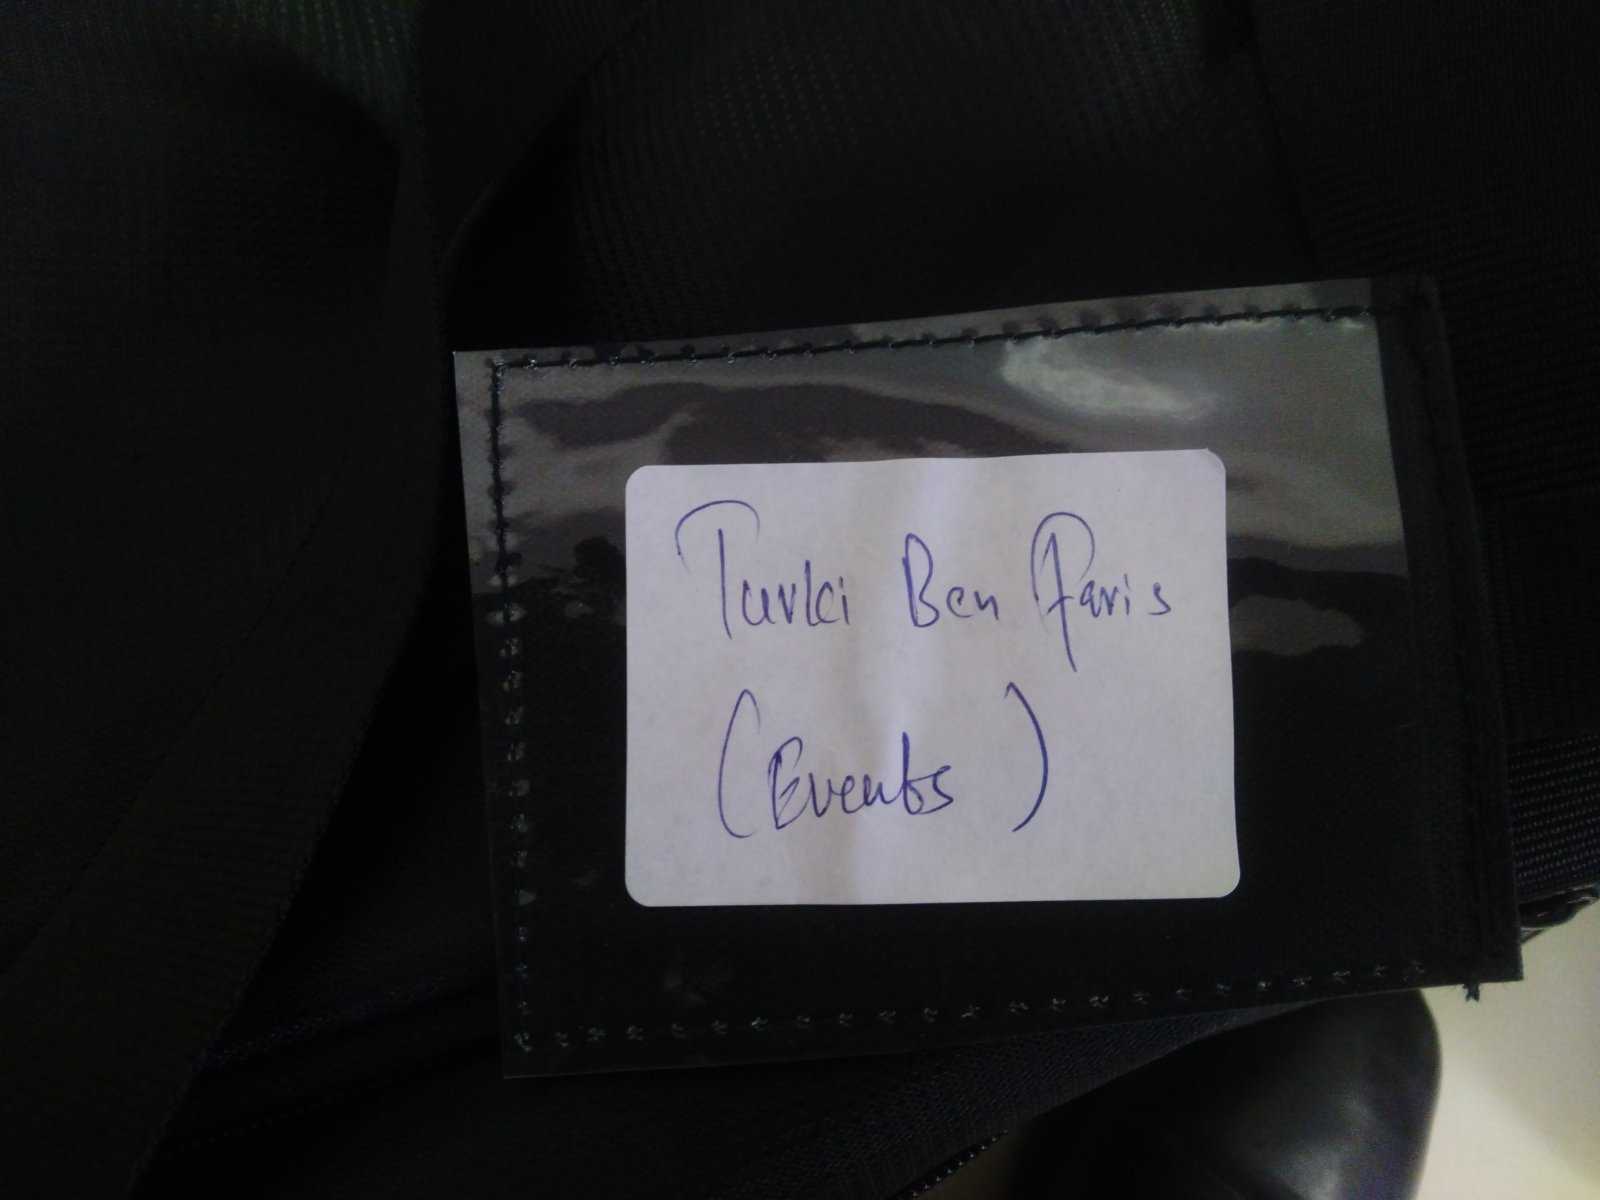 Turki Ben Faris
(Events)